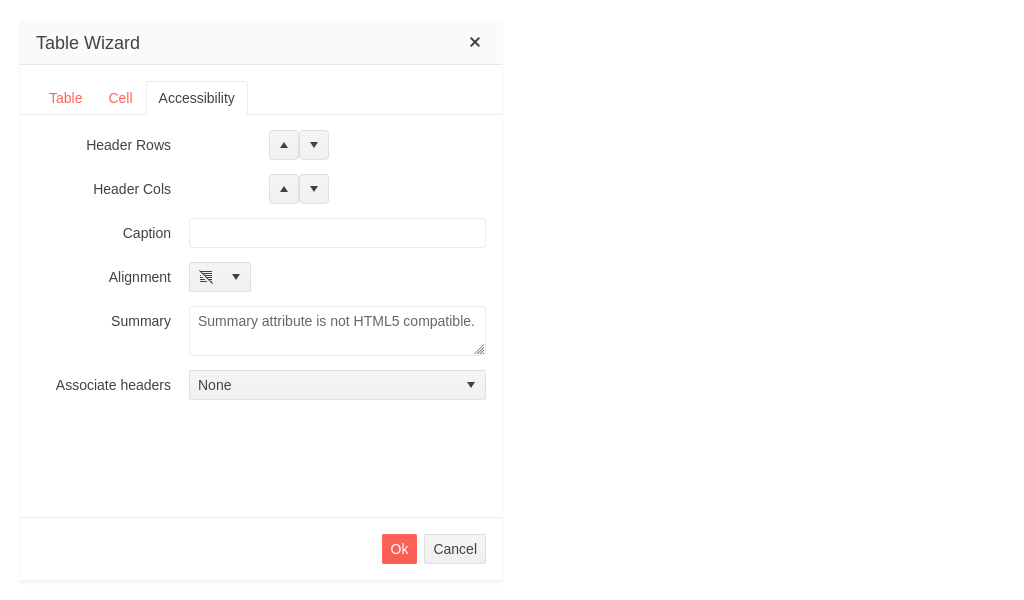 Table Wizard
Table Cell Accessibility
Header Rows
Header Cols
Caption
Alignment
Summary Summary attribute is not HTML5 compatible.
Associate headers None
Ok Cancel